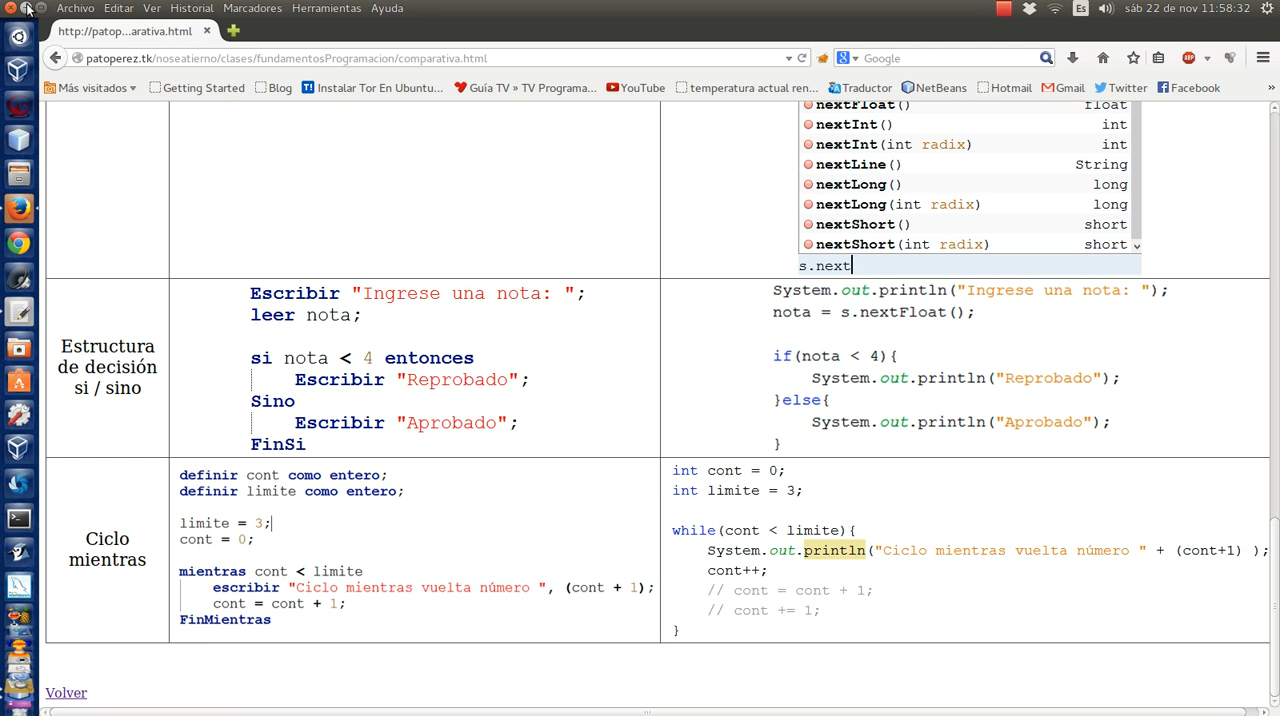 Archivo Editar Ver Historial Marcadores Herramientas Ayuda
Es sáb 22 de nov 11:58:32
http://patop...arativa.html
patoperez.tk/noseatierno/clases/fundamentosProgramacion/comparativa.html
Google
ABP
Más visitados Getting Started Blog Instalar Tor En Ubuntu... Guía TV » TV Programa... YouTube temperatura actual ren... Traductor NetBeans Hotmail Gmail Twitter Facebook »
nextFloat() float
nextInt() int
nextInt(int radix) int
nextLine() String
nextLong() long
nextLong(int radix) long
nextShort() short
nextShort(int radix) short
s.next
Estructura
de decisión
si / sino
Escribir "Ingrese una nota: ";
leer nota;
si nota < 4 entonces
Escribir "Reprobado";
Sino
Escribir "Aprobado";
FinSi
System.out.println("Ingrese una nota: ");
nota = s.nextFloat();
if(nota < 4){
System.out.println("Reprobado");
}else{
System.out.println("Aprobado");
}
Ciclo
mientras
definir cont como entero;
definir limite como entero;
limite = 3;
cont = 0;
mientras cont < limite
escribir "Ciclo mientras vuelta número ", (cont + 1);
cont = cont + 1;
FinMientras
int cont = 0;
int limite = 3;
while(cont < limite){
System.out.println("Ciclo mientras vuelta número " + (cont+1) );
cont++;
// cont = cont + 1;
// cont += 1;
}
Volver